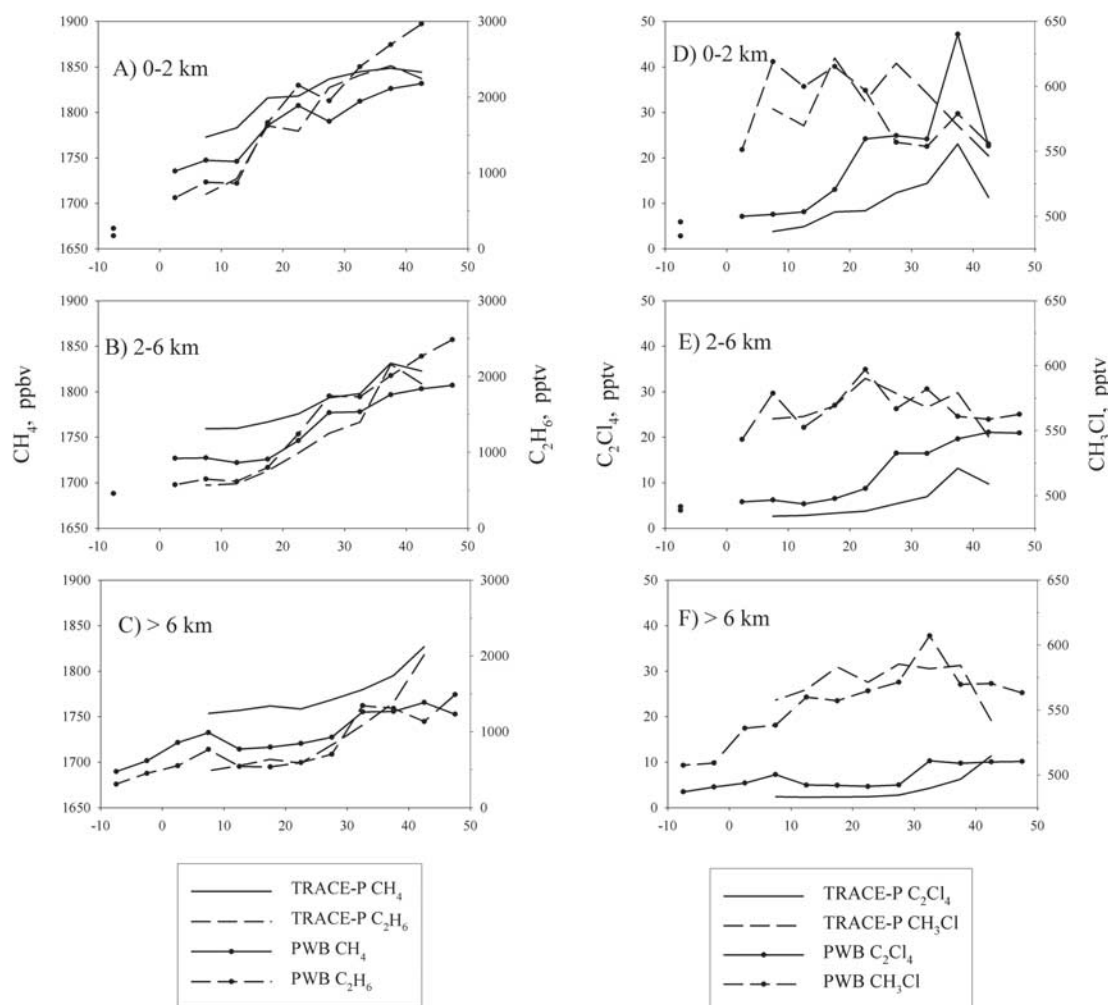 A) 0-2 km
1900
1850
1800
1750
1700
1650
3000
2000
1000
0
-10 0 10 20 30 40 50
B) 2-6 km
1900
1850
1800
1750
1700
1650
3000
2000
1000
0
-10 0 10 20 30 40 50
C) > 6 km
1900
1850
1800
1750
1700
1650
3000
2000
1000
0
-10 0 10 20 30 40 50
CH₄, ppbv
C₂H₆, pptv
TRACE-P CH₄
TRACE-P C₂H₆
PWB CH₄
PWB C₂H₆
D) 0-2 km
50
40
30
20
10
0
650
600
550
500
-10 0 10 20 30 40 50
E) 2-6 km
50
40
30
20
10
0
650
600
550
500
-10 0 10 20 30 40 50
F) > 6 km
50
40
30
20
10
0
650
600
550
500
-10 0 10 20 30 40 50
C₂Cl₄, pptv
CH₃Cl, pptv
TRACE-P C₂Cl₄
TRACE-P CH₃Cl
PWB C₂Cl₄
PWB CH₃Cl